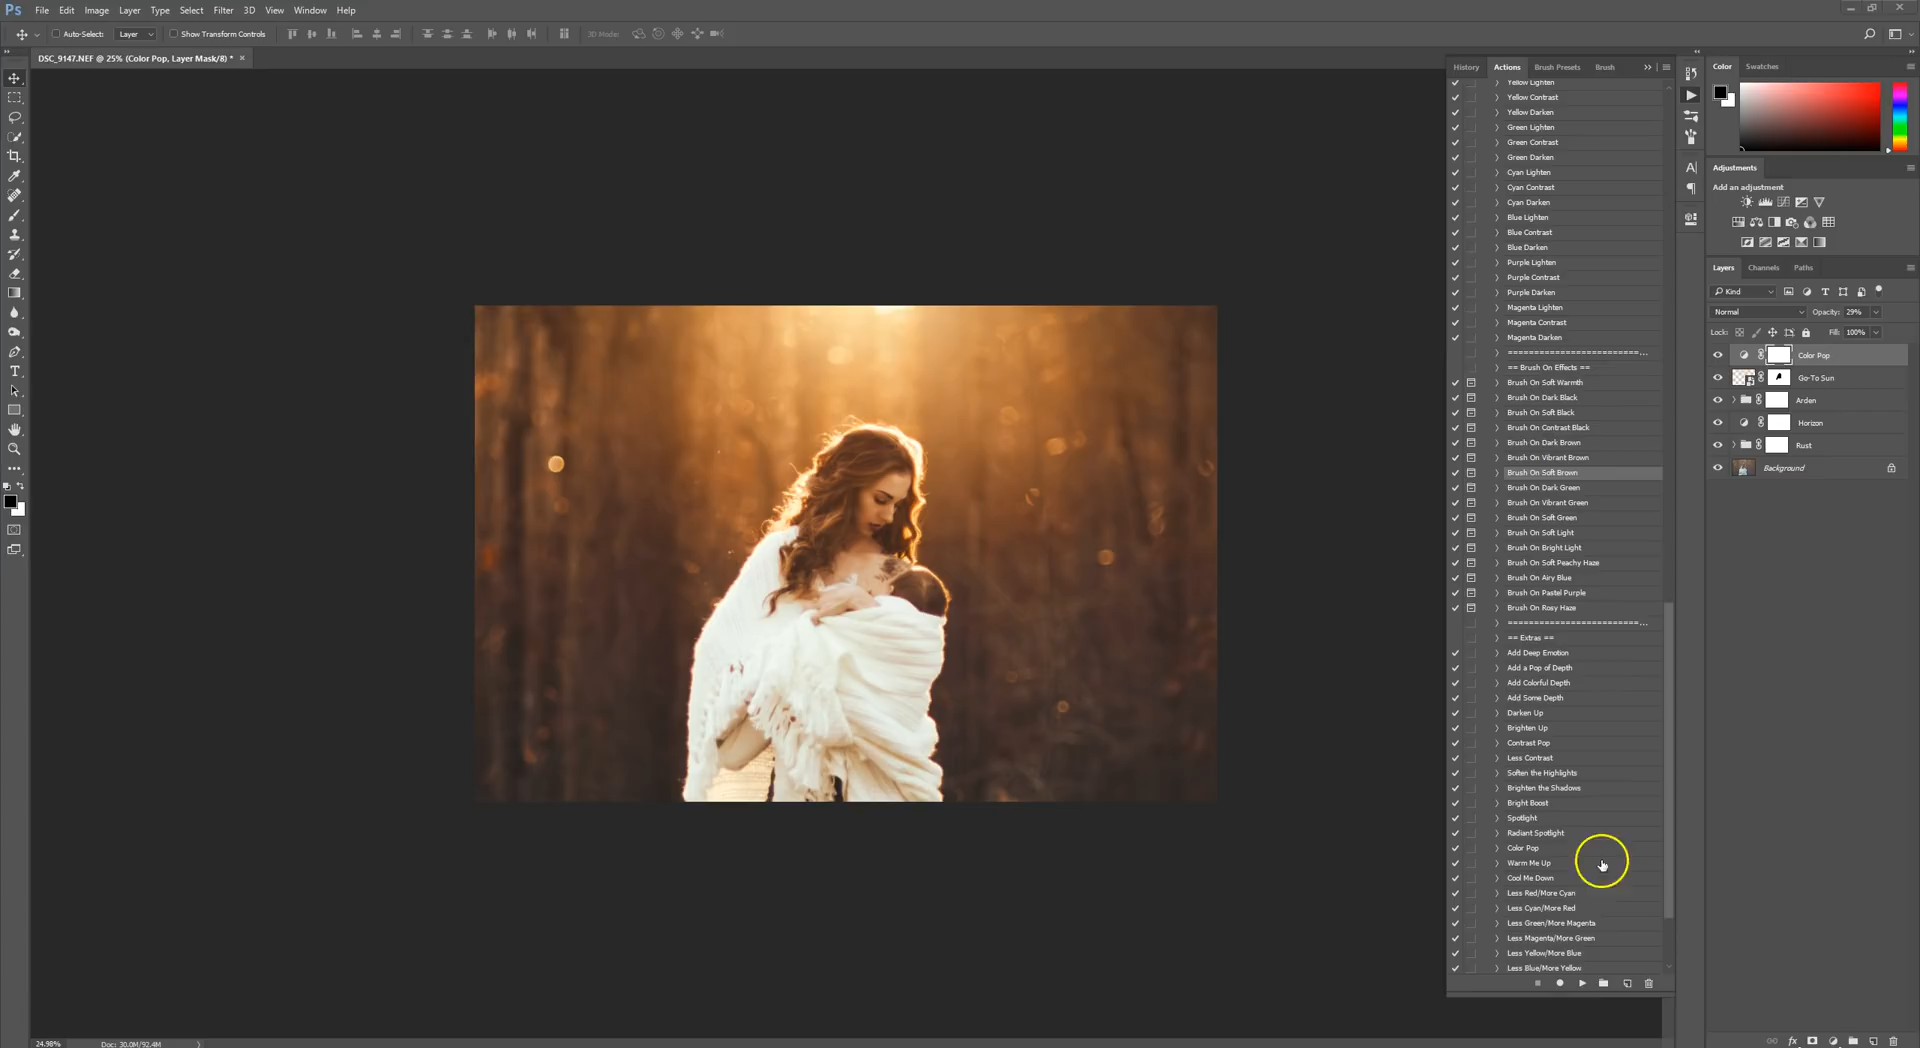 Ps File Edit Image Layer Type Select Filter 3D View Window Help
Auto-Select: Layer Show Transform Controls 3D Mode:
DSC_9147.NEF @ 25% (Color Pop, Layer Mask/8) * ×
History Actions Brush Presets Brush
Yellow Lighten
Yellow Contrast
Yellow Darken
Green Lighten
Green Contrast
Green Darken
Cyan Lighten
Cyan Contrast
Cyan Darken
Blue Lighten
Blue Contrast
Blue Darken
Purple Lighten
Purple Contrast
Purple Darken
Magenta Lighten
Magenta Contrast
Magenta Darken
=========================...
== Brush On Effects ==
Brush On Soft Warmth
Brush On Dark Black
Brush On Soft Black
Brush On Contrast Black
Brush On Dark Brown
Brush On Vibrant Brown
Brush On Soft Brown
Brush On Dark Green
Brush On Vibrant Green
Brush On Soft Green
Brush On Soft Light
Brush On Bright Light
Brush On Soft Peachy Haze
Brush On Airy Blue
Brush On Pastel Purple
Brush On Rosy Haze
=========================...
== Extras ==
Add Deep Emotion
Add a Pop of Depth
Add Colorful Depth
Add Some Depth
Darken Up
Brighten Up
Contrast Pop
Less Contrast
Soften the Highlights
Brighten the Shadows
Bright Boost
Spotlight
Radiant Spotlight
Color Pop
Warm Me Up
Cool Me Down
Less Red/More Cyan
Less Cyan/More Red
Less Green/More Magenta
Less Magenta/More Green
Less Yellow/More Blue
Less Blue/More Yellow
Color Swatches
Adjustments
Add an adjustment
Layers Channels Paths
Kind
Normal Opacity: 29%
Lock: Fill: 100%
Color Pop
Go-To Sun
Arden
Horizon
Rust
Background
24.98% Doc: 30.0M/92.4M